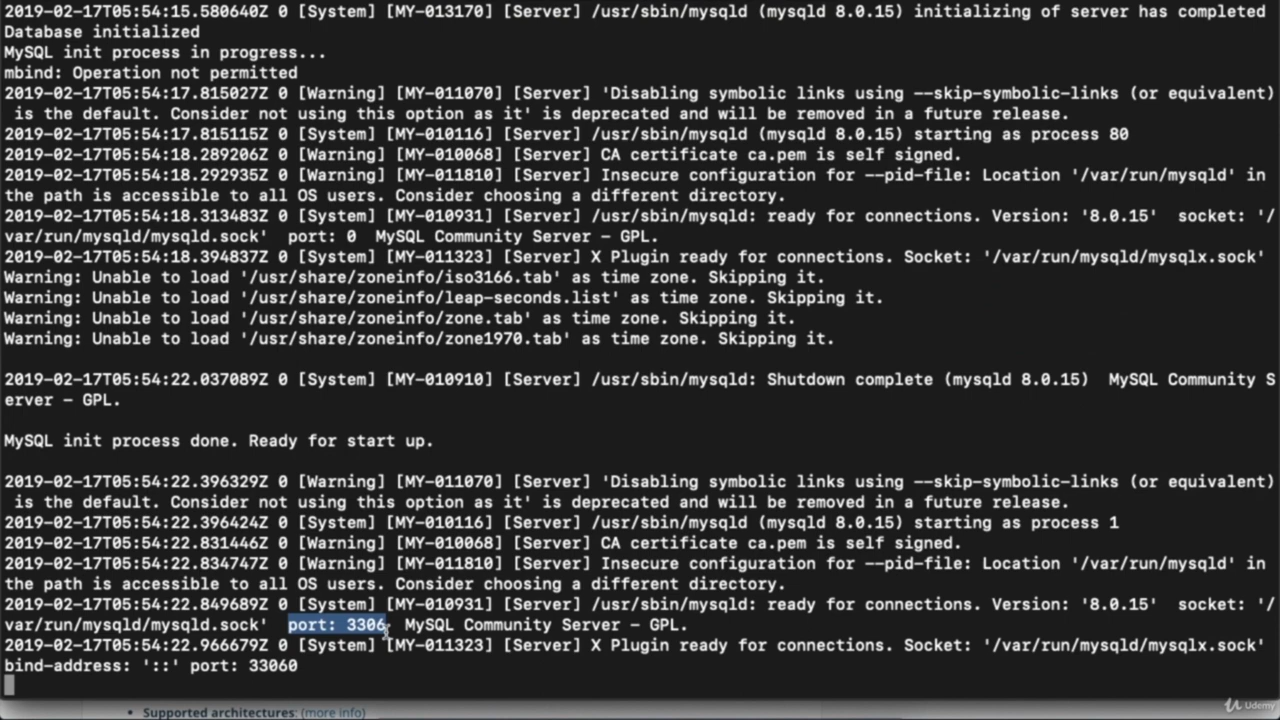 2019-02-17T05:54:15.580640Z 0 [System] [MY-013170] [Server] /usr/sbin/mysqld (mysqld 8.0.15) initializing of server has completed
Database initialized
MySQL init process in progress...
mbind: Operation not permitted
2019-02-17T05:54:17.815027Z 0 [Warning] [MY-011070] [Server] 'Disabling symbolic links using --skip-symbolic-links (or equivalent)
is the default. Consider not using this option as it' is deprecated and will be removed in a future release.
2019-02-17T05:54:17.815115Z 0 [System] [MY-010116] [Server] /usr/sbin/mysqld (mysqld 8.0.15) starting as process 80
2019-02-17T05:54:18.289206Z 0 [Warning] [MY-010068] [Server] CA certificate ca.pem is self signed.
2019-02-17T05:54:18.292935Z 0 [Warning] [MY-011810] [Server] Insecure configuration for --pid-file: Location '/var/run/mysqld' in
the path is accessible to all OS users. Consider choosing a different directory.
2019-02-17T05:54:18.313483Z 0 [System] [MY-010931] [Server] /usr/sbin/mysqld: ready for connections. Version: '8.0.15'  socket: '/
var/run/mysqld/mysqld.sock'  port: 0  MySQL Community Server - GPL.
2019-02-17T05:54:18.394837Z 0 [System] [MY-011323] [Server] X Plugin ready for connections. Socket: '/var/run/mysqld/mysqlx.sock'
Warning: Unable to load '/usr/share/zoneinfo/iso3166.tab' as time zone. Skipping it.
Warning: Unable to load '/usr/share/zoneinfo/leap-seconds.list' as time zone. Skipping it.
Warning: Unable to load '/usr/share/zoneinfo/zone.tab' as time zone. Skipping it.
Warning: Unable to load '/usr/share/zoneinfo/zone1970.tab' as time zone. Skipping it.
2019-02-17T05:54:22.037089Z 0 [System] [MY-010910] [Server] /usr/sbin/mysqld: Shutdown complete (mysqld 8.0.15)  MySQL Community S
erver - GPL.
MySQL init process done. Ready for start up.
2019-02-17T05:54:22.396329Z 0 [Warning] [MY-011070] [Server] 'Disabling symbolic links using --skip-symbolic-links (or equivalent)
is the default. Consider not using this option as it' is deprecated and will be removed in a future release.
2019-02-17T05:54:22.396424Z 0 [System] [MY-010116] [Server] /usr/sbin/mysqld (mysqld 8.0.15) starting as process 1
2019-02-17T05:54:22.831446Z 0 [Warning] [MY-010068] [Server] CA certificate ca.pem is self signed.
2019-02-17T05:54:22.834747Z 0 [Warning] [MY-011810] [Server] Insecure configuration for --pid-file: Location '/var/run/mysqld' in
the path is accessible to all OS users. Consider choosing a different directory.
2019-02-17T05:54:22.849689Z 0 [System] [MY-010931] [Server] /usr/sbin/mysqld: ready for connections. Version: '8.0.15'  socket: '/
var/run/mysqld/mysqld.sock'  port: 3306  MySQL Community Server - GPL.
2019-02-17T05:54:22.966679Z 0 [System] [MY-011323] [Server] X Plugin ready for connections. Socket: '/var/run/mysqld/mysqlx.sock'
bind-address: '::' port: 33060
• Supported architectures: (more info)
Udemy